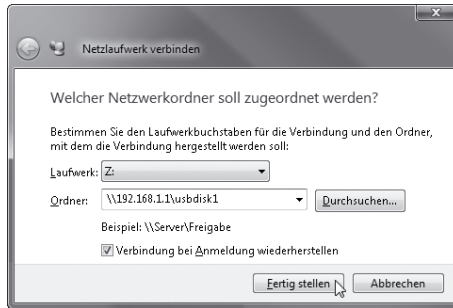 Netzlaufwerk verbinden
Welcher Netzwerkordner soll zugeordnet werden?
Bestimmen Sie den Laufwerkbuchstaben für die Verbindung und den Ordner,
mit dem die Verbindung hergestellt werden soll:
Laufwerk: Z:
Ordner: \\192.168.1.1\usbdisk1 Durchsuchen...
Beispiel: \\Server\Freigabe
Verbindung bei Anmeldung wiederherstellen
Fertig stellen Abbrechen